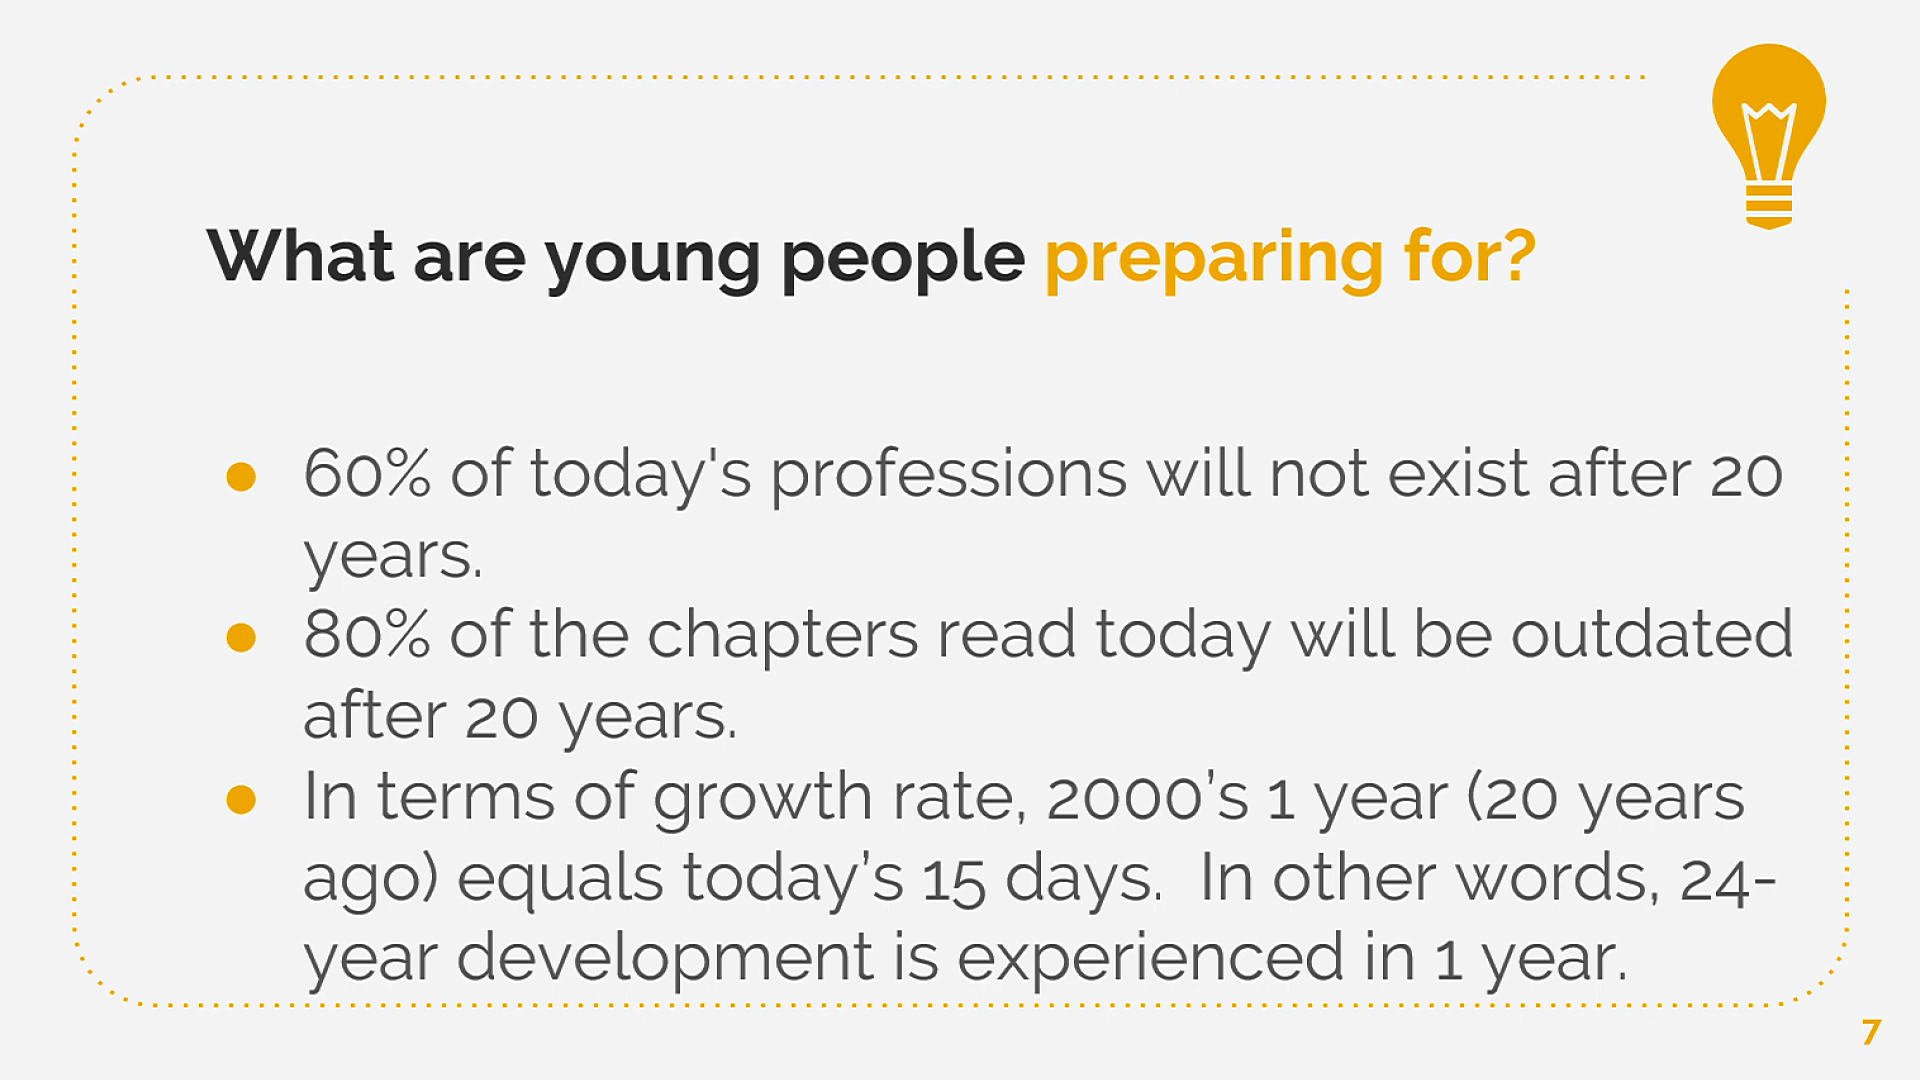 What are young people preparing for?
● 60% of today's professions will not exist after 20
years.
● 80% of the chapters read today will be outdated
after 20 years.
● In terms of growth rate, 2000’s 1 year (20 years
ago) equals today’s 15 days.  In other words, 24-
year development is experienced in 1 year.
7